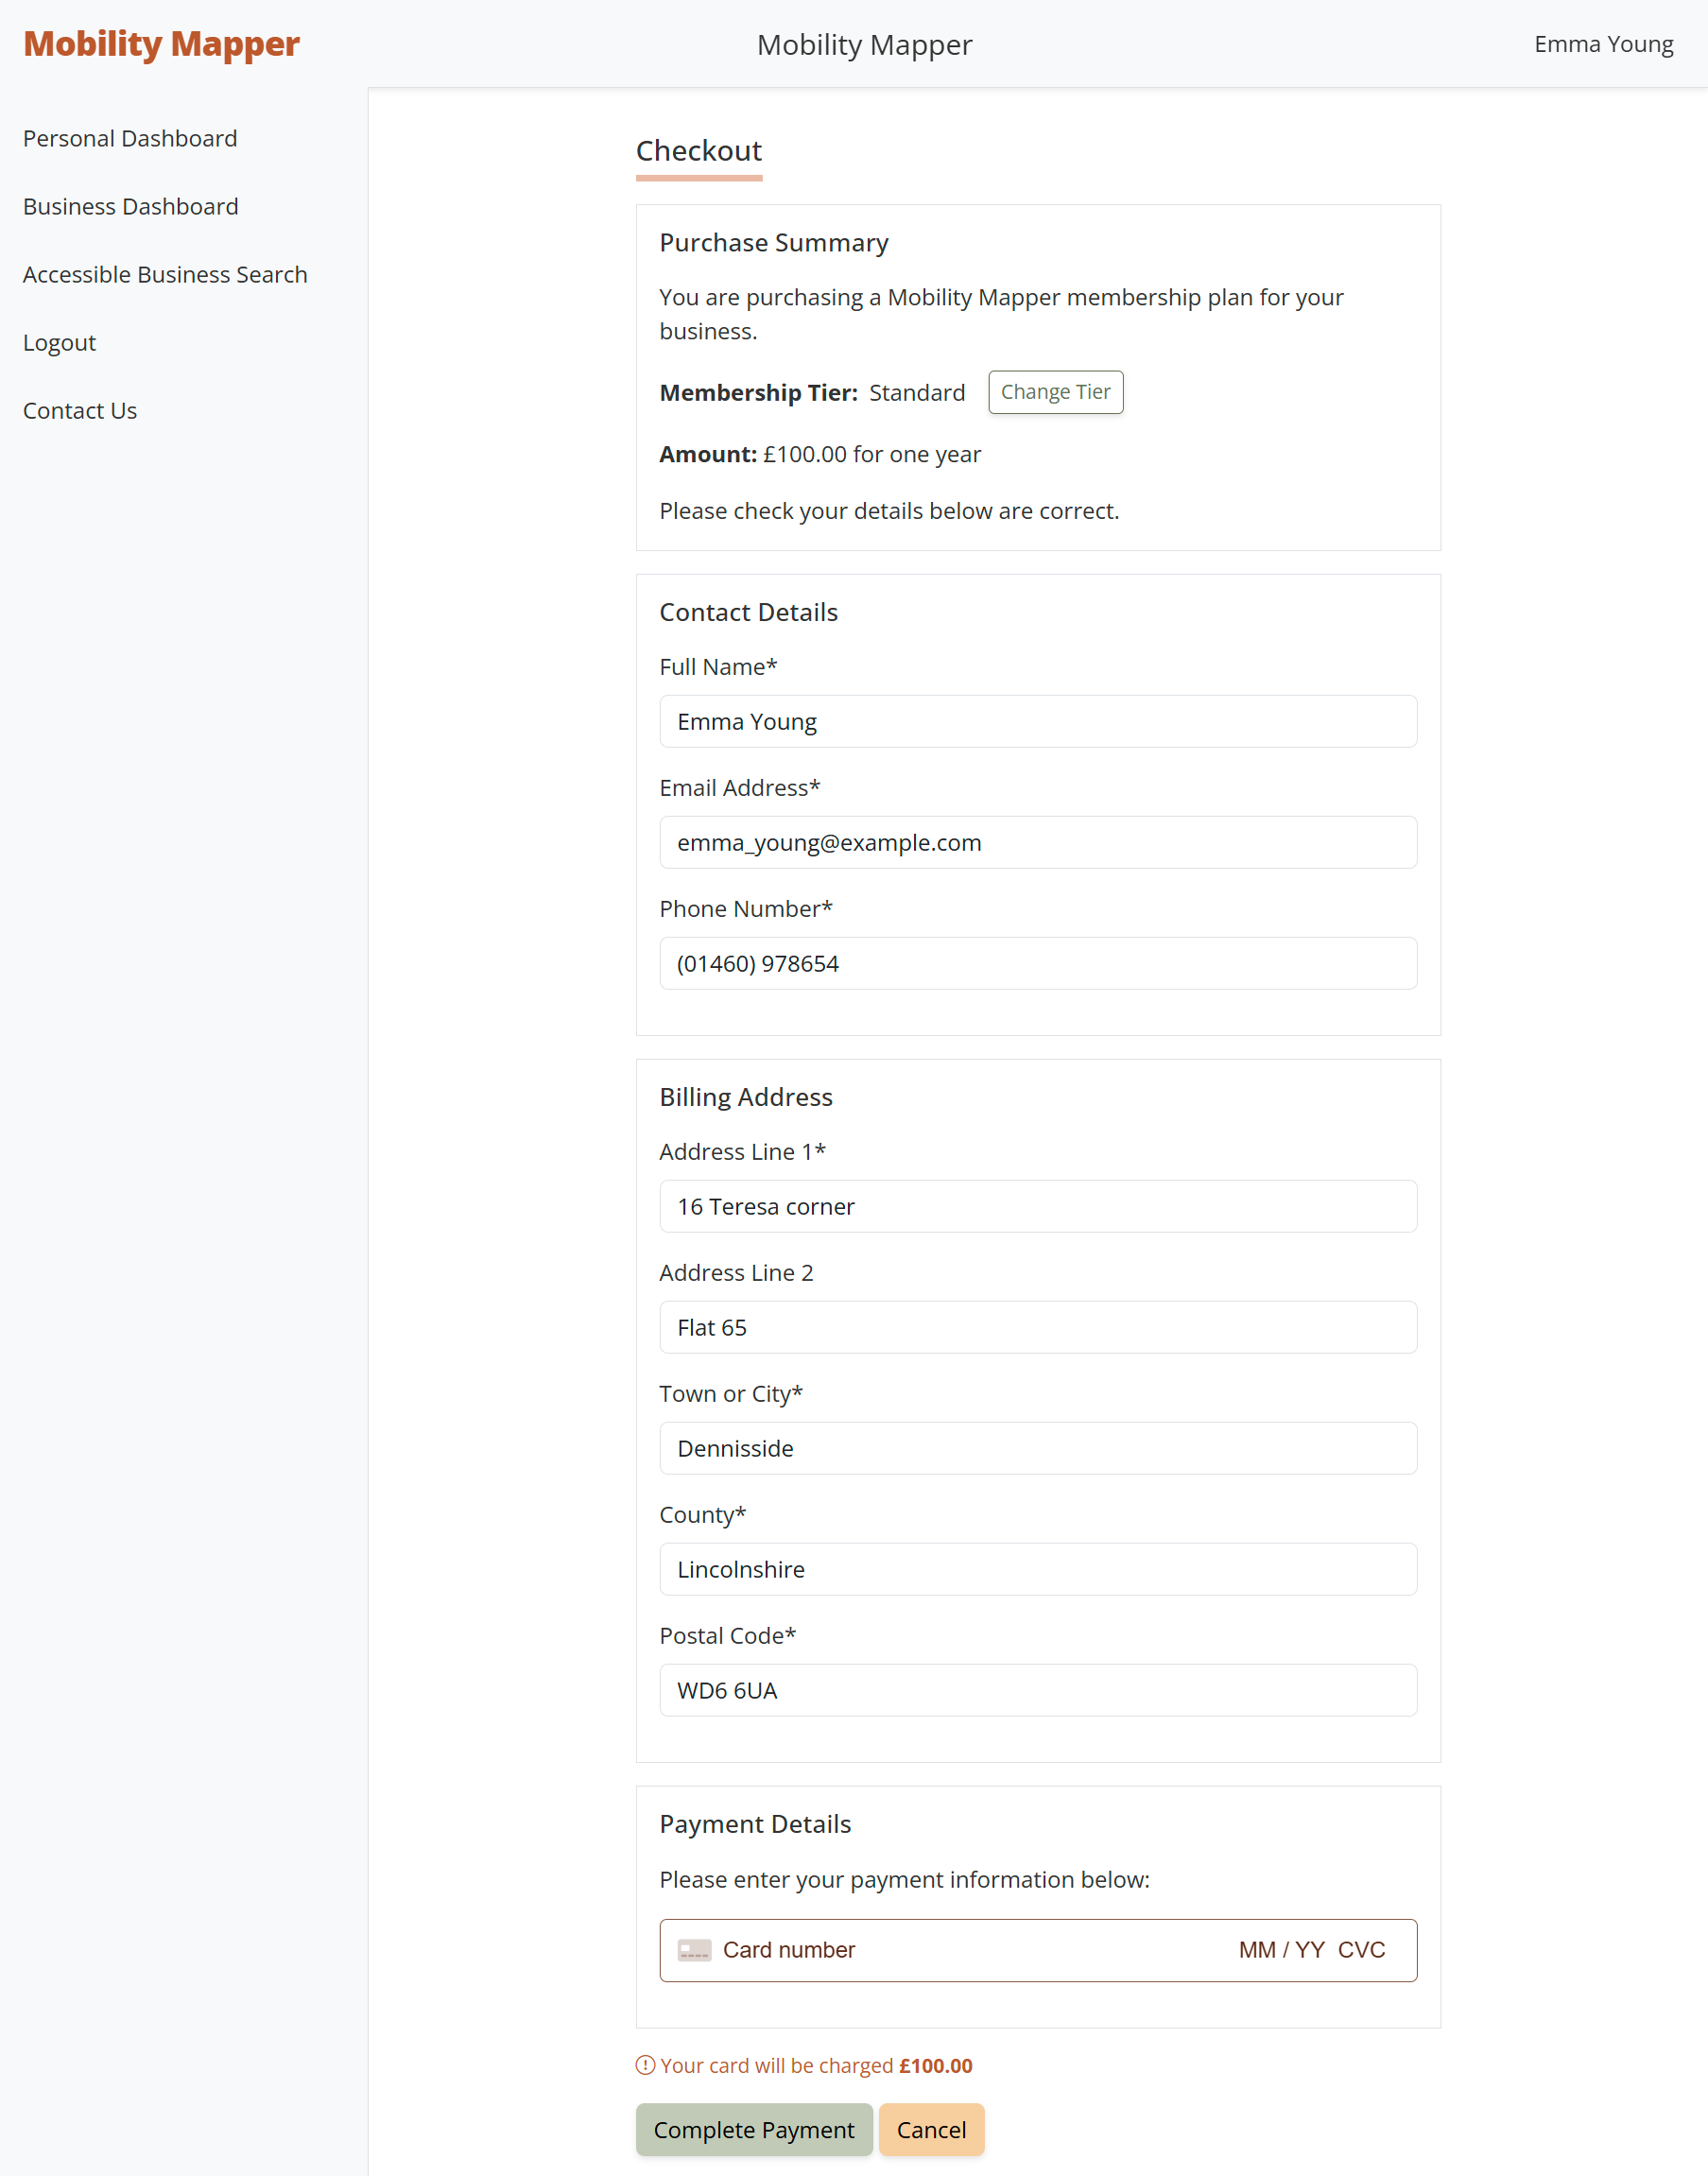 Mobility Mapper
Mobility Mapper
Emma Young
Personal Dashboard
Business Dashboard
Accessible Business Search
Logout
Contact Us
Checkout
Purchase Summary
You are purchasing a Mobility Mapper membership plan for your
business.
Membership Tier: Standard Change Tier
Amount: £100.00 for one year
Please check your details below are correct.
Contact Details
Full Name*
Emma Young
Email Address*
emma_young@example.com
Phone Number*
(01460) 978654
Billing Address
Address Line 1*
16 Teresa corner
Address Line 2
Flat 65
Town or City*
Dennisside
County*
Lincolnshire
Postal Code*
WD6 6UA
Payment Details
Please enter your payment information below:
Card number MM / YY CVC
Your card will be charged £100.00
Complete Payment Cancel